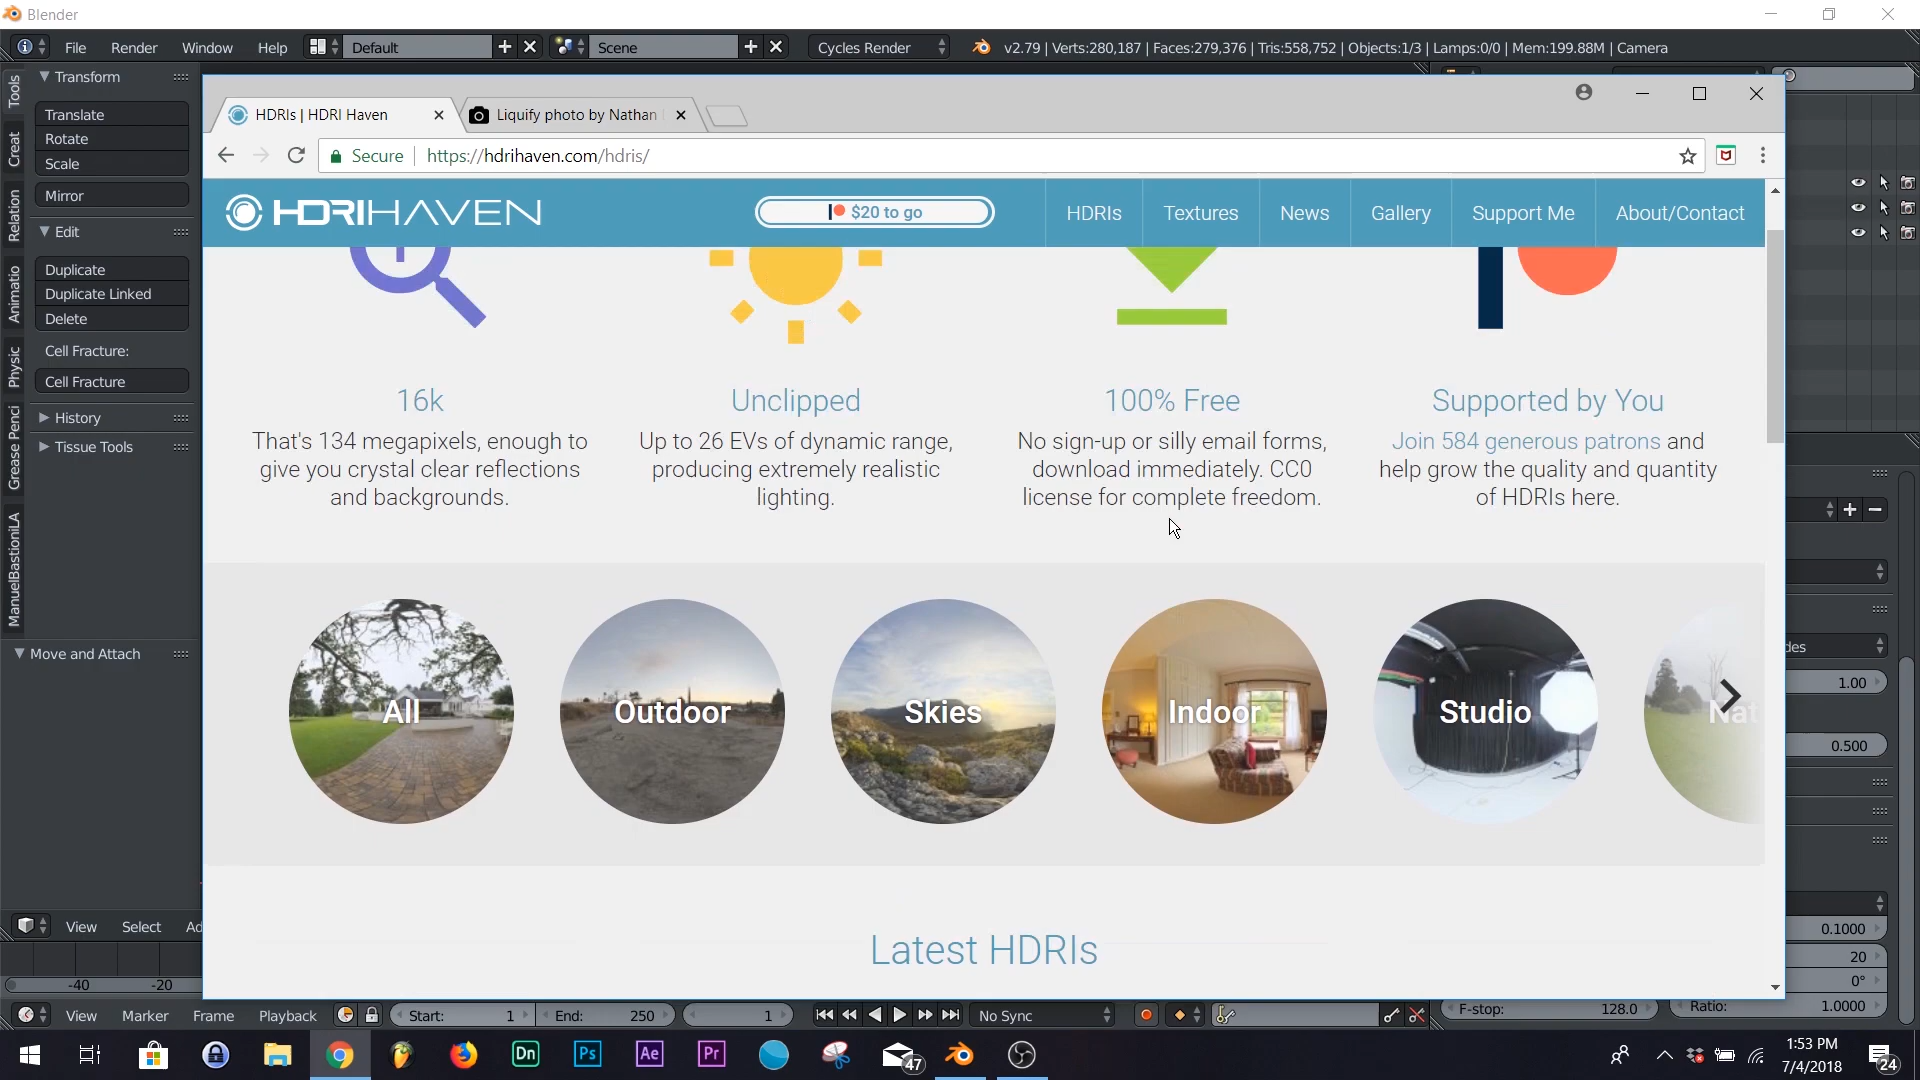 Blender
File Render Window Help Default Scene Cycles Render v2.79 | Verts:280,187 | Faces:279,376 | Tris:558,752 | Objects:1/3 | Lamps:0/0 | Mem:199.88M | Camera
Tools
Creat
Relation
Animatio
Physic
Grease Penci
ManuelBastioniLA
Transform
Translate
Rotate
Scale
Mirror
Edit
Duplicate
Duplicate Linked
Delete
Cell Fracture:
Cell Fracture
History
Tissue Tools
Move and Attach
HDRIs | HDRI Haven Liquify photo by Nathan
Secure https://hdrihaven.com/hdris/
HDRIHAVEN $20 to go HDRIs Textures News Gallery Support Me About/Contact
16k
That's 134 megapixels, enough to
give you crystal clear reflections
and backgrounds.
Unclipped
Up to 26 EVs of dynamic range,
producing extremely realistic
lighting.
100% Free
No sign-up or silly email forms,
download immediately. CC0
license for complete freedom.
Supported by You
Join 584 generous patrons and
help grow the quality and quantity
of HDRIs here.
All Outdoor Skies Indoor Studio Nat
Latest HDRIs
des
1.00
0.500
0.1000
20
0°
View Select Ad
-40 -20
View Marker Frame Playback Start: 1 End: 250 1 No Sync F-stop: 128.0 Ratio: 1.0000
Dn Ps Ae Pr 47
1:53 PM
7/4/2018
24